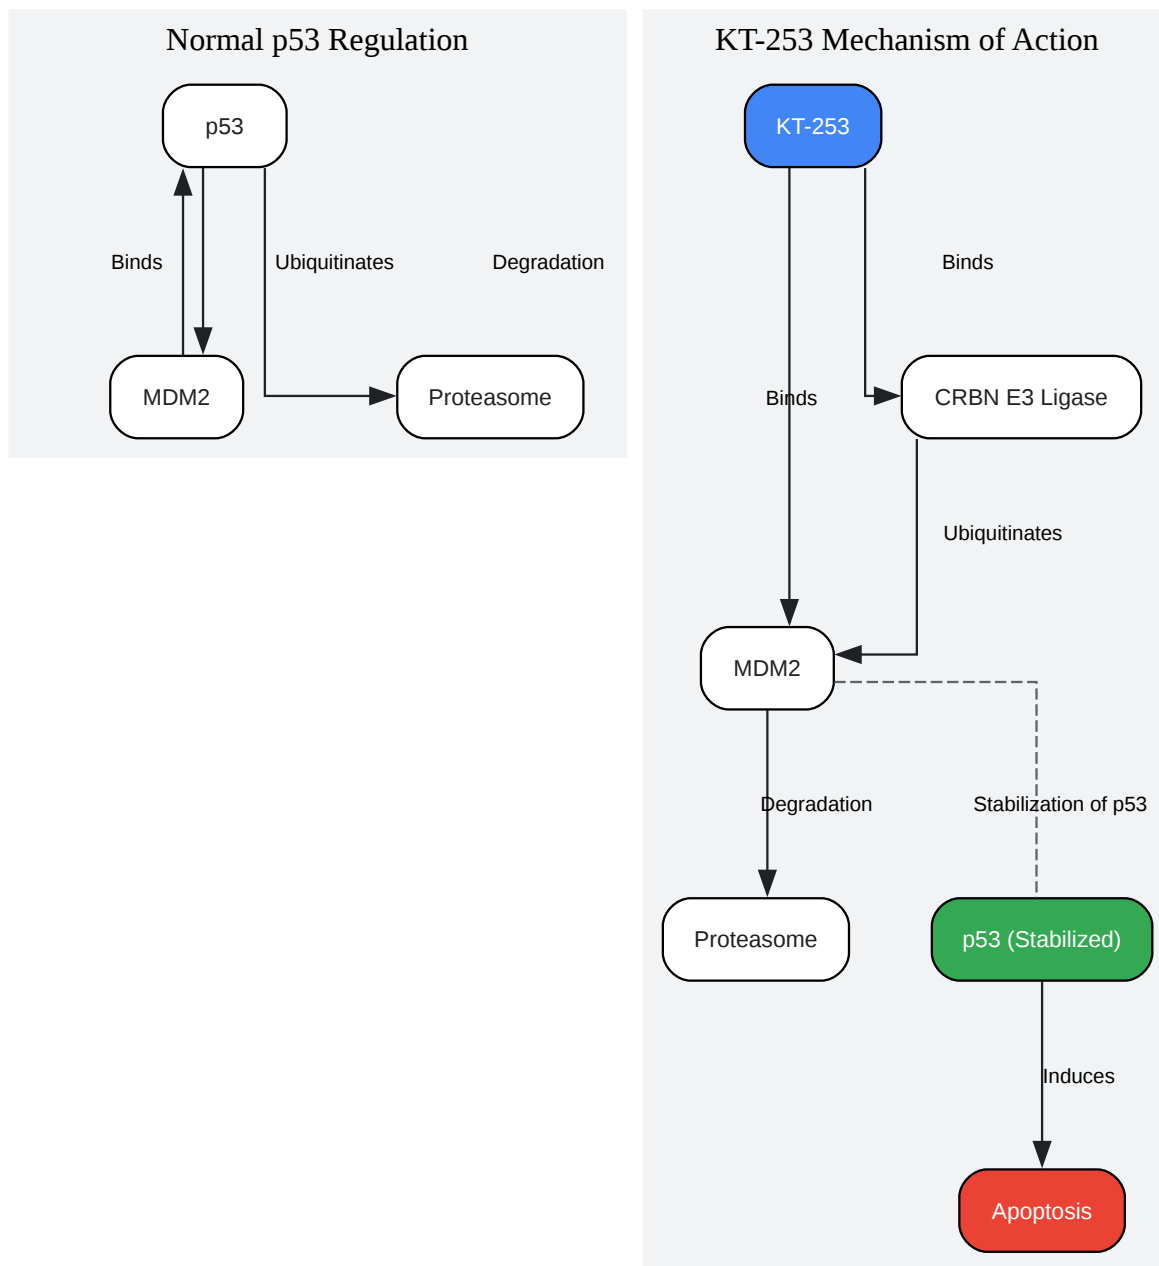 Normal p53 Regulation
p53
Binds
Ubiquitinates
Degradation
MDM2
Proteasome
KT-253 Mechanism of Action
KT-253
Binds
Binds
CRBN E3 Ligase
Ubiquitinates
MDM2
Degradation
Stabilization of p53
Proteasome
p53 (Stabilized)
Induces
Apoptosis